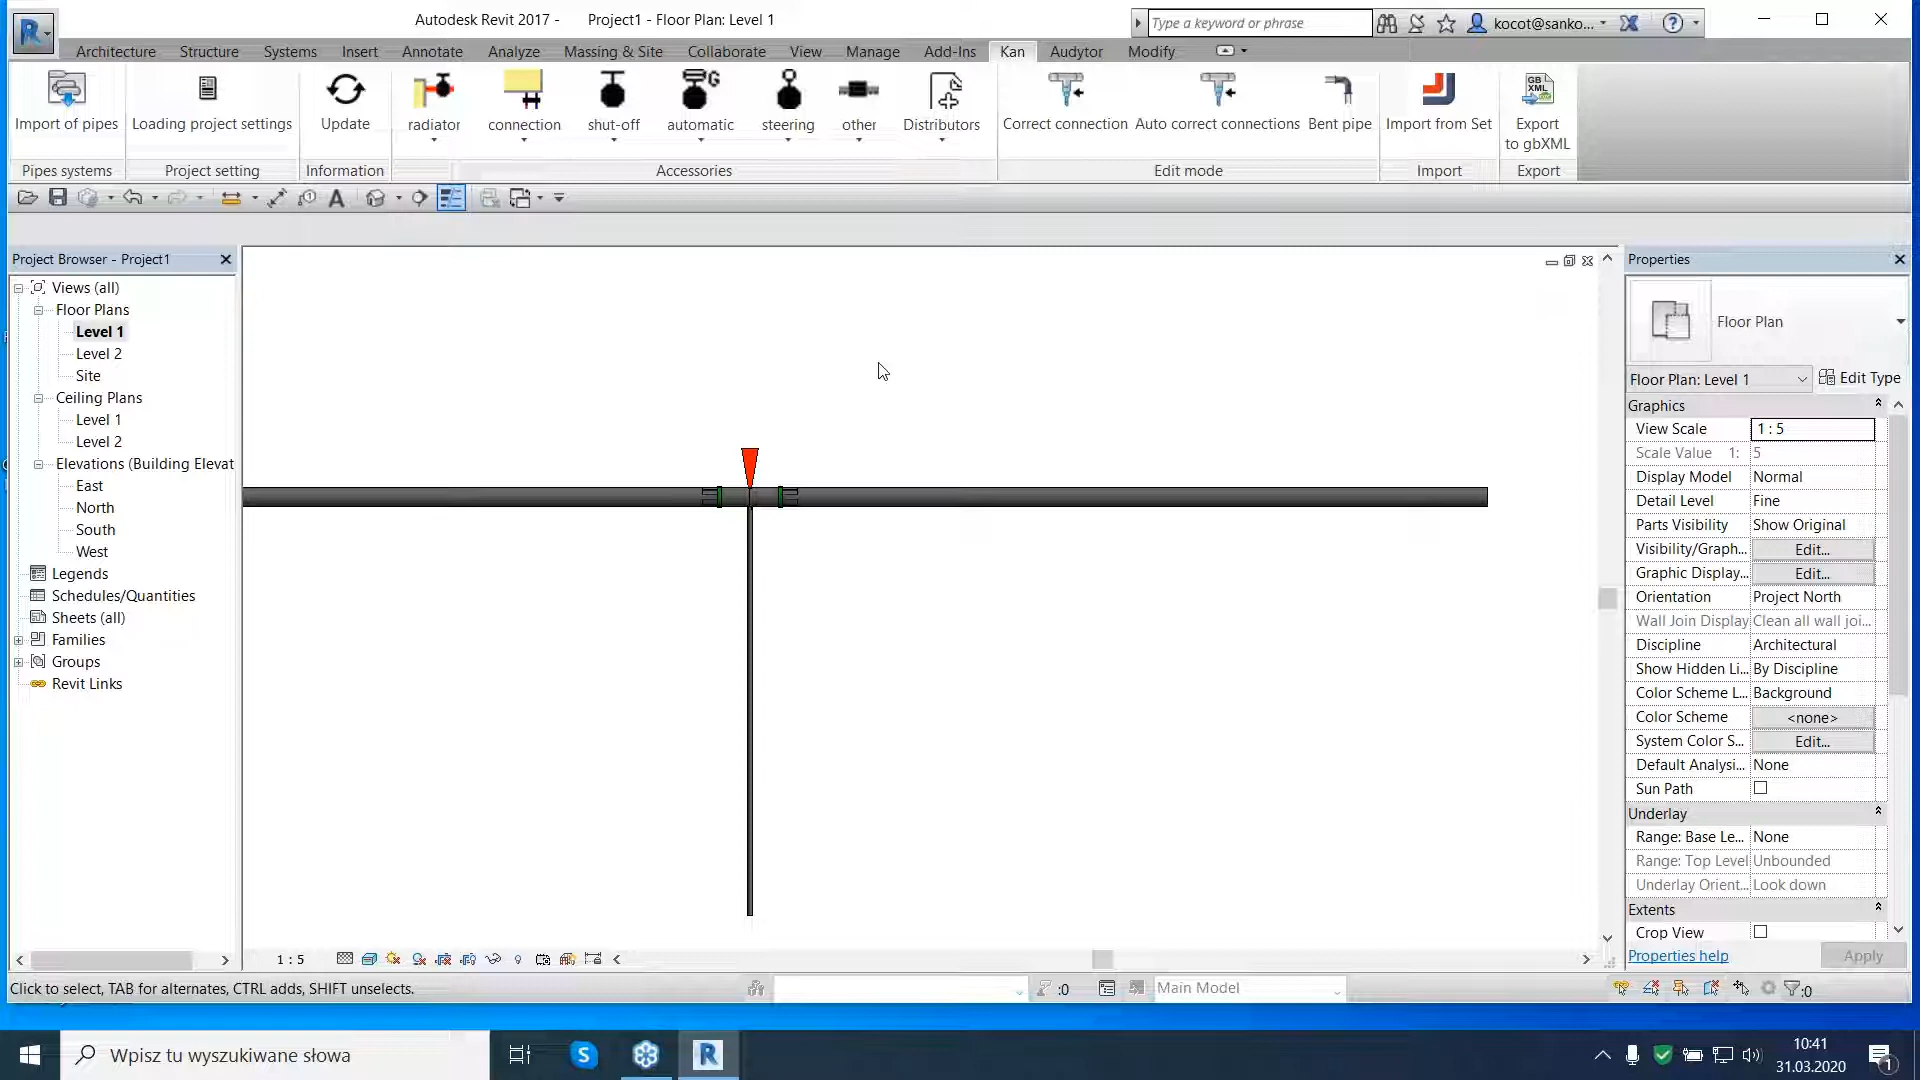 Autodesk Revit 2017 - Project1 - Floor Plan: Level 1
Type a keyword or phrase
kocot@sanko...
Architecture Structure Systems Insert Annotate Analyze Massing & Site Collaborate View Manage Add-Ins Kan Audytor Modify
Import of pipes
Loading project settings
Update
radiator
connection
shut-off
automatic
steering
other
Distributors
Correct connection
Auto correct connections
Bent pipe
Import from Set
GB
XML
Export
to gbXML
Pipes systems
Project setting
Information
Accessories
Edit mode
Import
Export
Project Browser - Project1
Views (all)
Floor Plans
Level 1
Level 2
Site
Ceiling Plans
Level 1
Level 2
Elevations (Building Elevat
East
North
South
West
Legends
Schedules/Quantities
Sheets (all)
Families
Groups
Revit Links
Properties
Floor Plan
Floor Plan: Level 1
Edit Type
Graphics
View Scale 1 : 5
Scale Value 1: 5
Display Model Normal
Detail Level Fine
Parts Visibility Show Original
Visibility/Graph... Edit...
Graphic Display... Edit...
Orientation Project North
Wall Join Display Clean all wall joi...
Discipline Architectural
Show Hidden Li... By Discipline
Color Scheme L... Background
Color Scheme <none>
System Color S... Edit...
Default Analysi... None
Sun Path
Underlay
Range: Base Le... None
Range: Top Level Unbounded
Underlay Orient... Look down
Extents
Crop View
Properties help
Apply
1 : 5
Click to select, TAB for alternates, CTRL adds, SHIFT unselects.
:0
Main Model
:0
Wpisz tu wyszukiwane słowa
10:41
31.03.2020
1